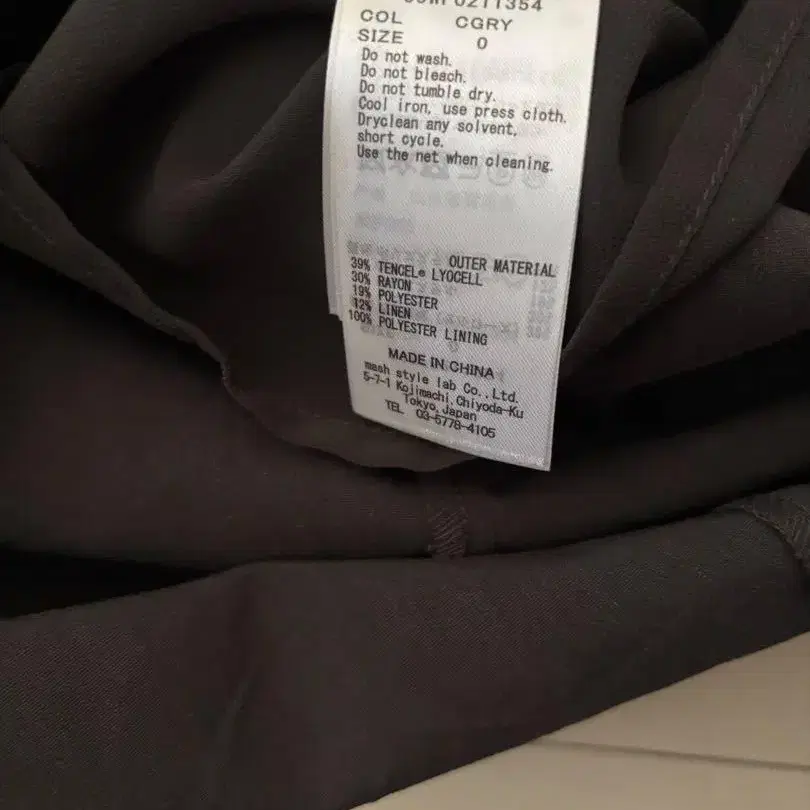 0211354
COL CGRY
SIZE 0
Do not wash.
Do not bleach.
Do not tumble dry.
Cool iron, use press cloth.
Dryclean any solvent,
short cycle.
Use the net when cleaning.
OUTER MATERIAL
39% TENCEL® LYOCELL
30% RAYON
19% POLYESTER
12% LINEN
100% POLYESTER LINING
MADE IN CHINA
mash style lab Co.,Ltd.
5-7-1 Kojimachi,Chiyoda-Ku
Tokyo,Japan
TEL 03-6778-4105